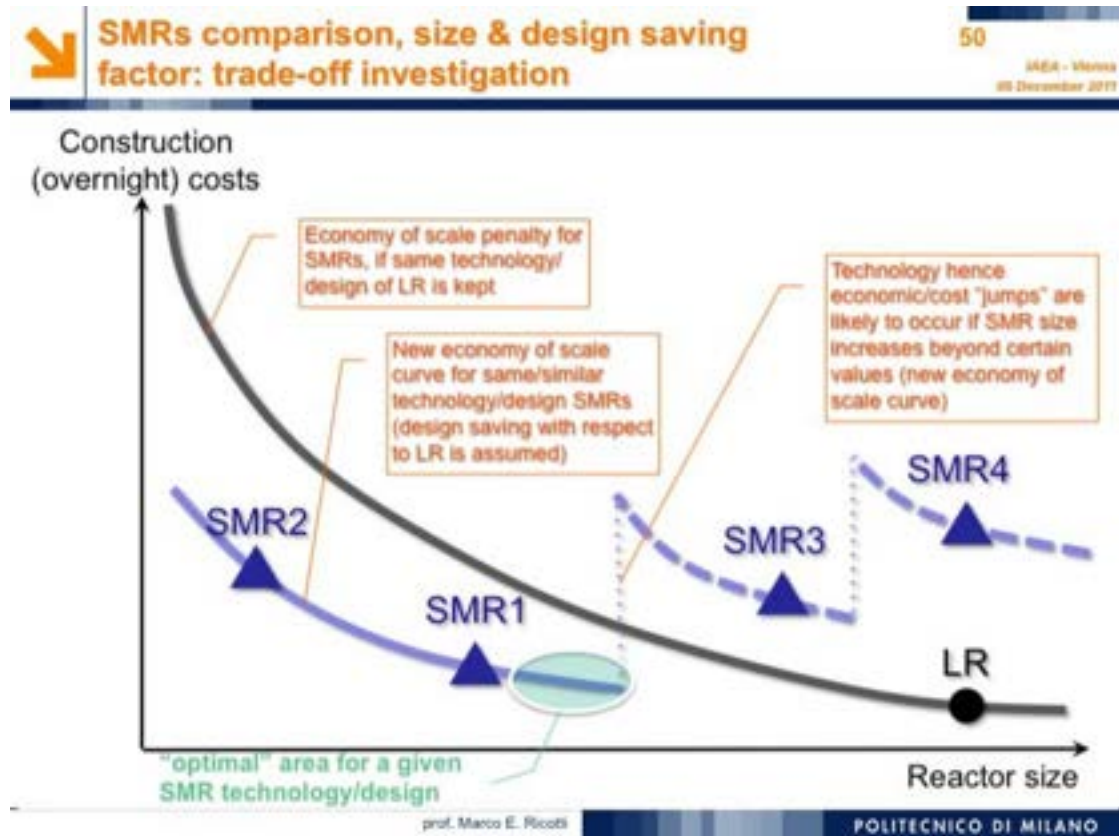 SMRs comparison, size & design saving
factor: trade-off investigation
50
IAEA - Vienna
05 December 2011
Construction
(overnight) costs
Economy of scale penalty for
SMRs, if same technology/
design of LR is kept
New economy of scale
curve for same/similar
technology/design SMRs
(design saving with respect
to LR is assumed)
Technology hence
economic/cost "jumps" are
likely to occur if SMR size
increases beyond certain
values (new economy of
scale curve)
SMR2
SMR1
SMR3
SMR4
LR
"optimal" area for a given
SMR technology/design
Reactor size
prof. Marco E. Ricotti
POLITECNICO DI MILANO